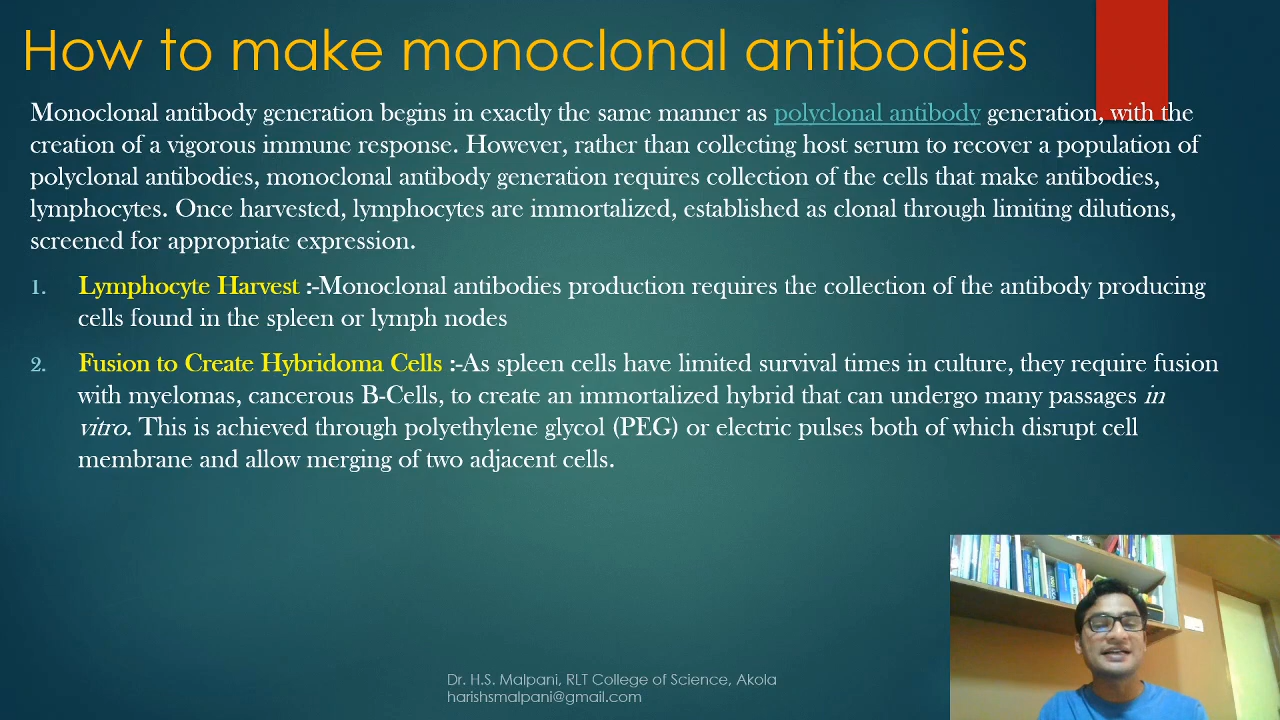 How to make monoclonal antibodies
Monoclonal antibody generation begins in exactly the same manner as polyclonal antibody generation, with the
creation of a vigorous immune response. However, rather than collecting host serum to recover a population of
polyclonal antibodies, monoclonal antibody generation requires collection of the cells that make antibodies,
lymphocytes. Once harvested, lymphocytes are immortalized, established as clonal through limiting dilutions,
screened for appropriate expression.
1. Lymphocyte Harvest :-Monoclonal antibodies production requires the collection of the antibody producing
cells found in the spleen or lymph nodes
2. Fusion to Create Hybridoma Cells :-As spleen cells have limited survival times in culture, they require fusion
with myelomas, cancerous B-Cells, to create an immortalized hybrid that can undergo many passages in
vitro. This is achieved through polyethylene glycol (PEG) or electric pulses both of which disrupt cell
membrane and allow merging of two adjacent cells.
Dr. H.S. Malpani, RLT College of Science, Akola
harishsmalpani@gmail.com